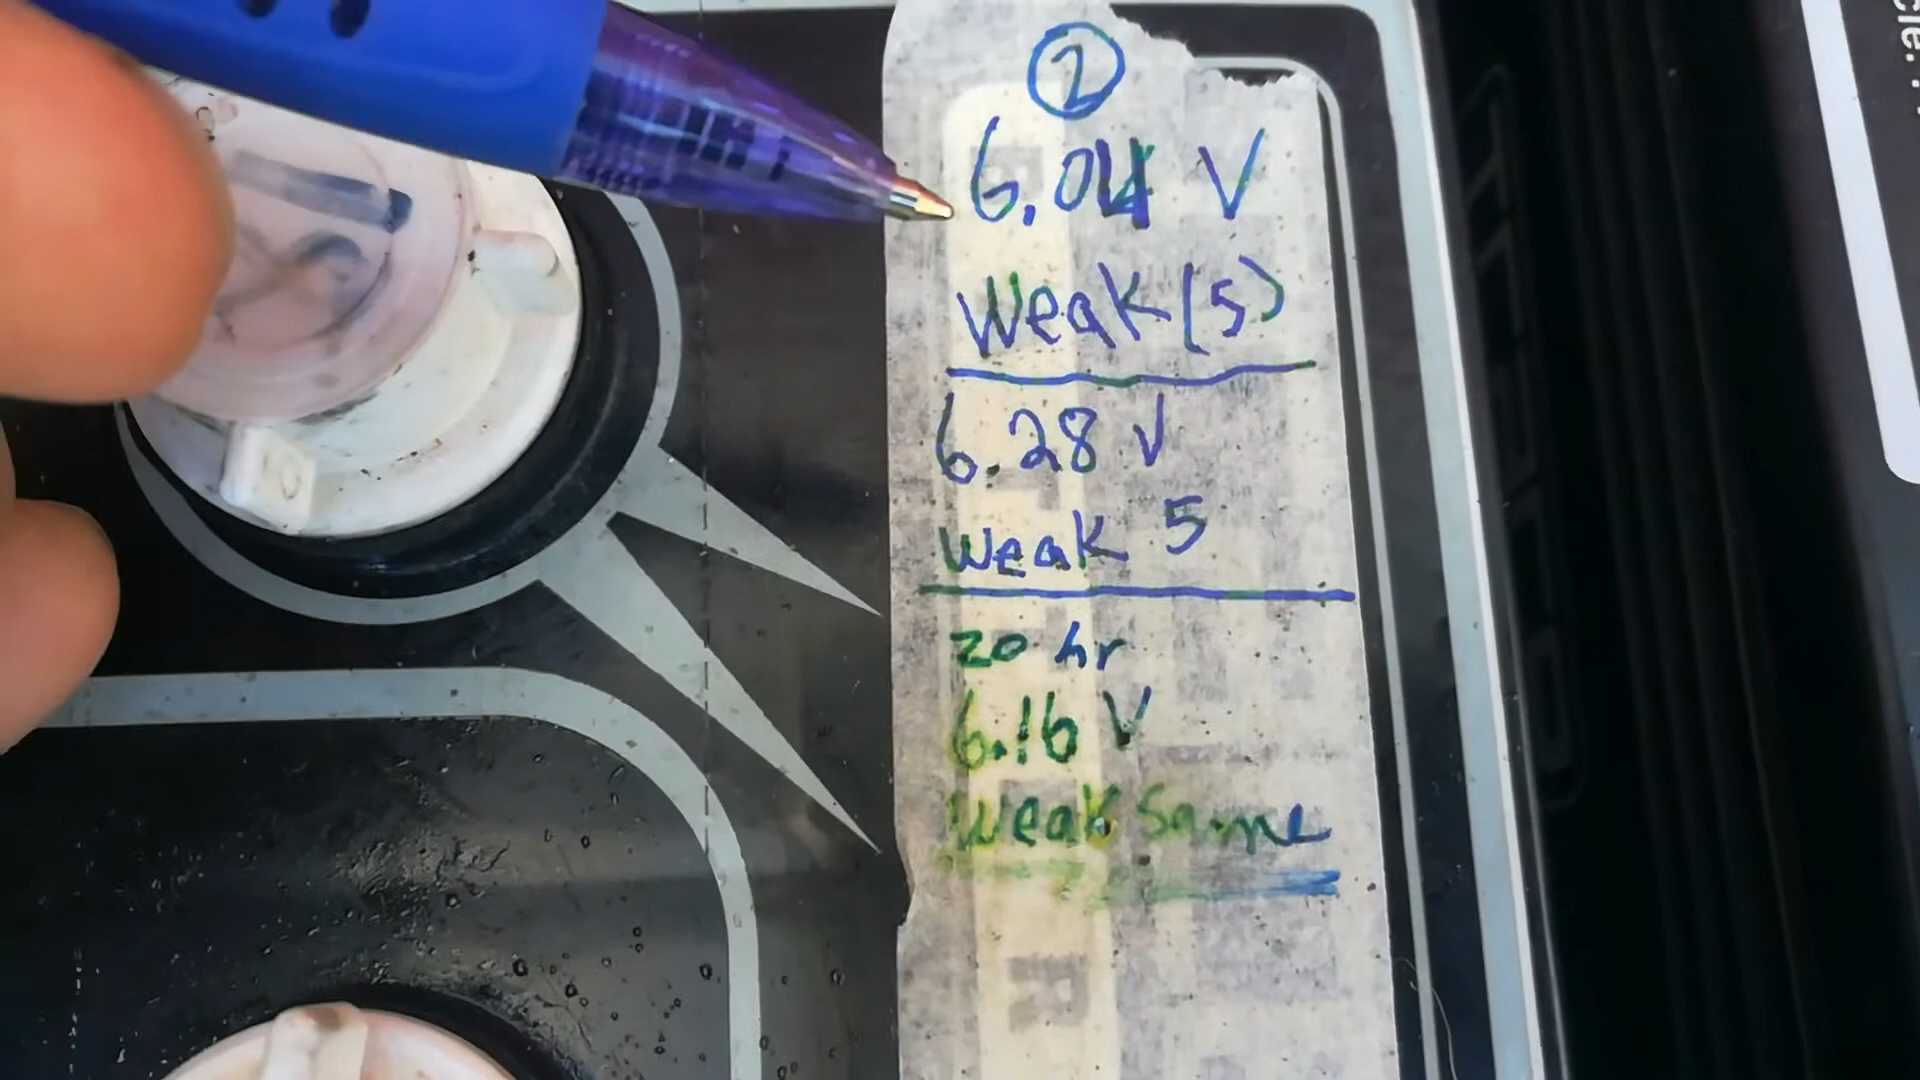 2
6.04 V
Weak (5)
6.28 V
Weak 5
20 hr
6.16 V
Weak Same
R